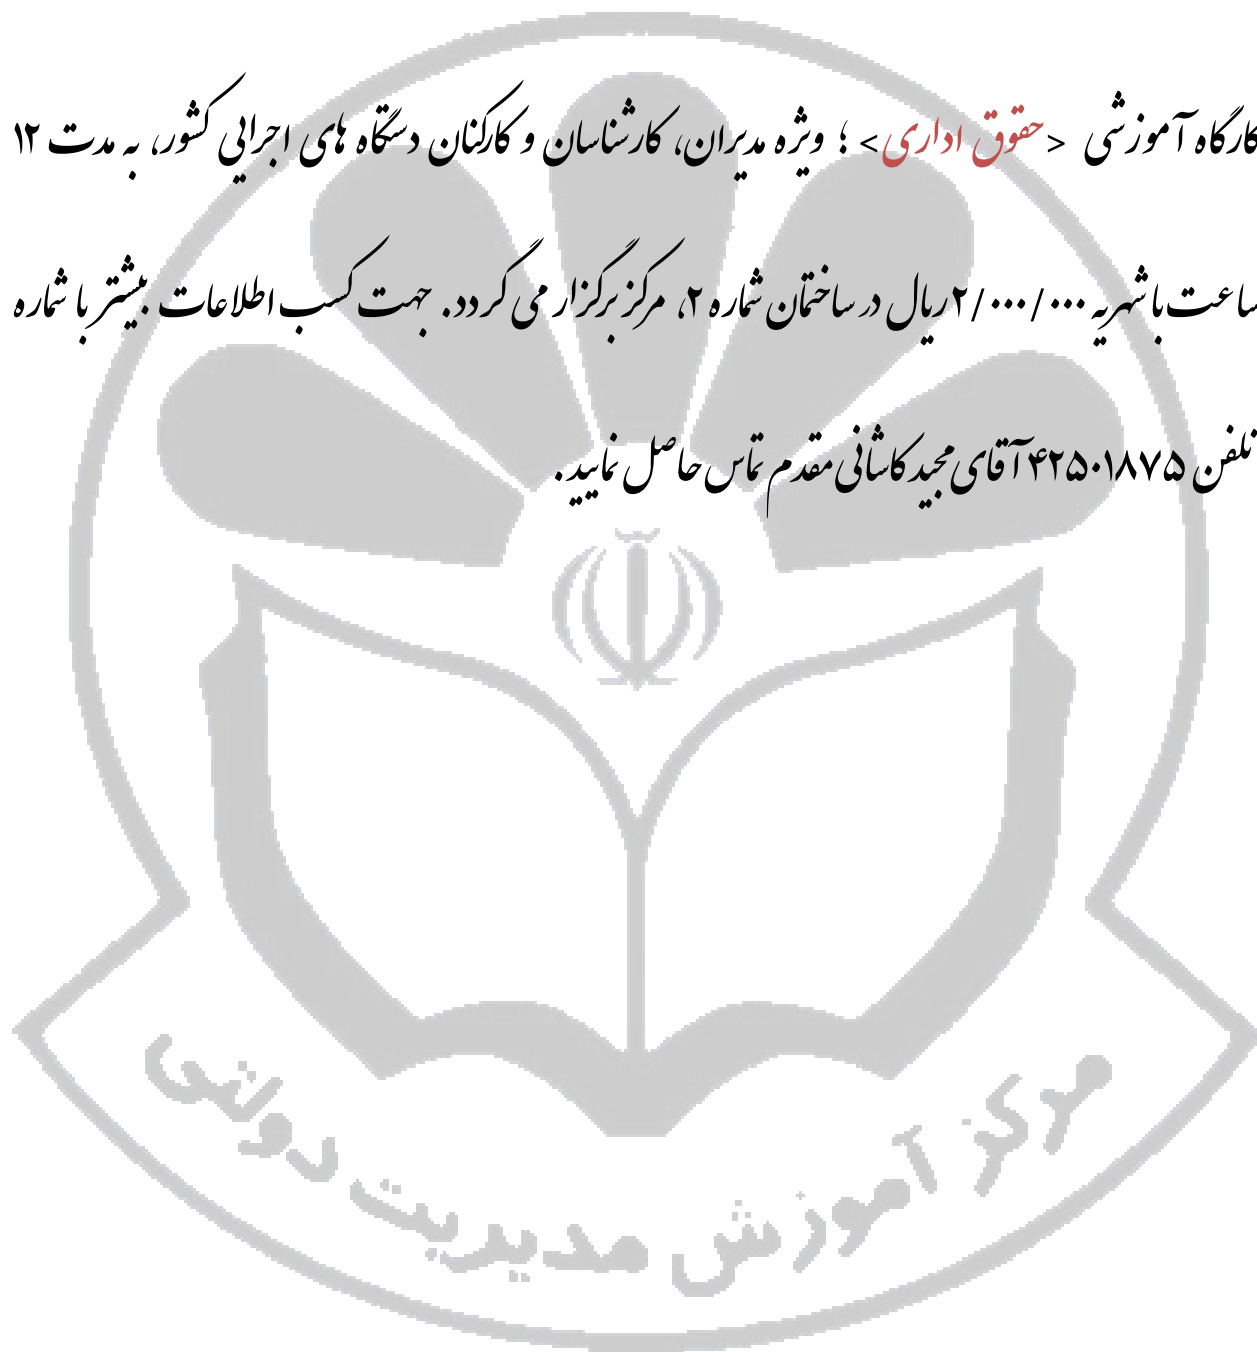 کارگاه آموزشی <حقوق اداری> ؛ ویژه مدیران، کارشناسان و کارکنان دستگاه های اجرایی کشور، به مدت ۱۲
ساعت با شهریه ۲/۰۰۰/۰۰۰ ریال در ساختمان شماره ۲، مرکز برگزار می گردد. جهت کسب اطلاعات بیشتر با شماره
تلفن ۴۲۵۰۱۸۷۵ آقای مجید کاشانی مقدم تماس حاصل نمایید.
مرکز آموزش مدیریت دولتی